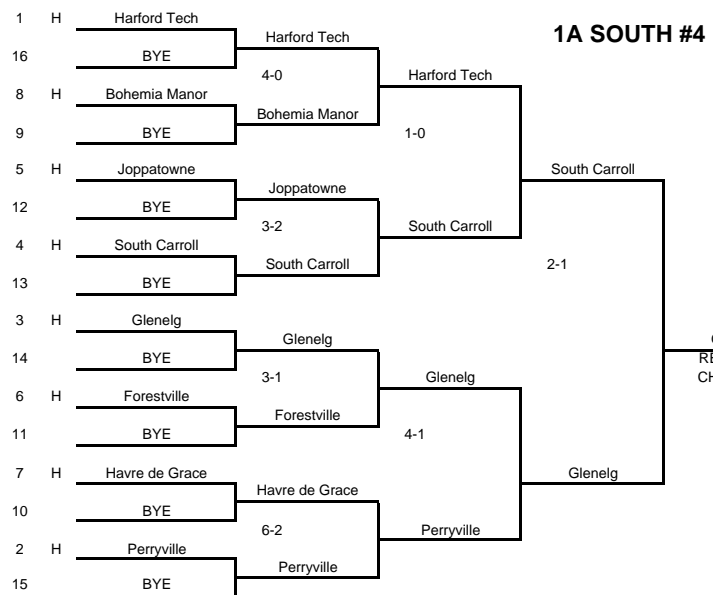 1A SOUTH #4
1 H Harford Tech
Harford Tech
16 BYE
4-0
Harford Tech
8 H Bohemia Manor
Bohemia Manor
9 BYE
1-0
5 H Joppatowne
South Carroll
Joppatowne
12 BYE
3-2
South Carroll
4 H South Carroll
South Carroll
2-1
13 BYE
3 H Glenelg
Glenelg
14 BYE
3-1
Glenelg
6 H Forestville
Forestville
11 BYE
4-1
7 H Havre de Grace
Glenelg
Havre de Grace
10 BYE
6-2
Perryville
2 H Perryville
Perryville
15 BYE